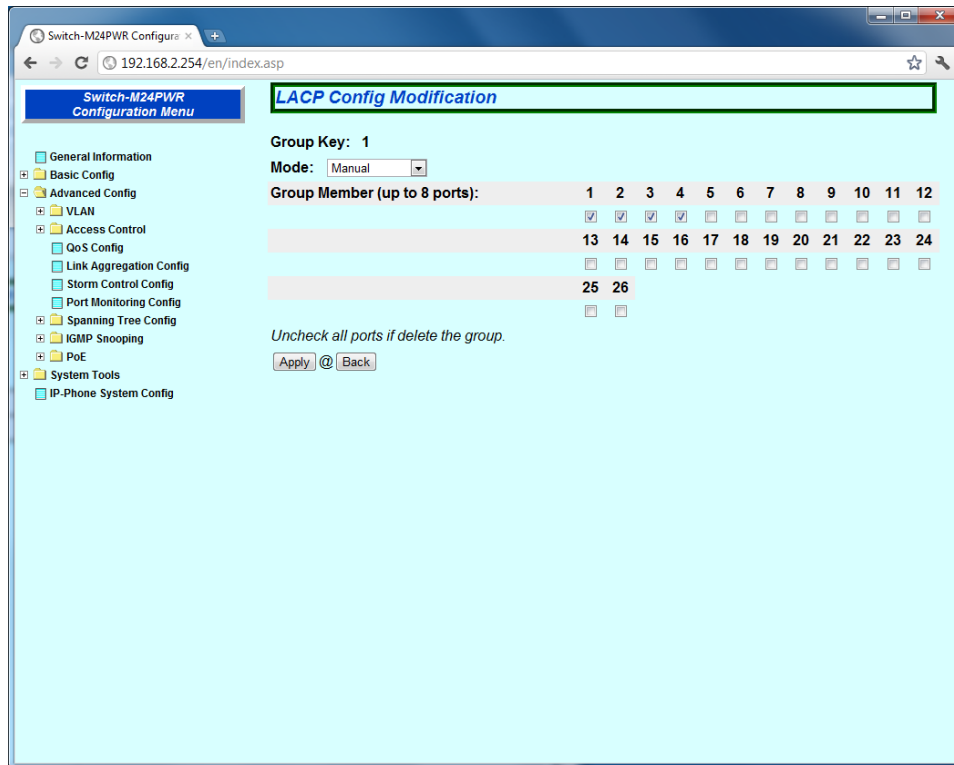 Switch-M24PWR Configura
192.168.2.254/en/index.asp
Switch-M24PWR
Configuration Menu
General Information
Basic Config
Advanced Config
VLAN
Access Control
QoS Config
Link Aggregation Config
Storm Control Config
Port Monitoring Config
Spanning Tree Config
IGMP Snooping
PoE
System Tools
IP-Phone System Config
LACP Config Modification
Group Key: 1
Mode: Manual
Group Member (up to 8 ports): 1 2 3 4 5 6 7 8 9 10 11 12
13 14 15 16 17 18 19 20 21 22 23 24
25 26
Uncheck all ports if delete the group.
Apply @ Back